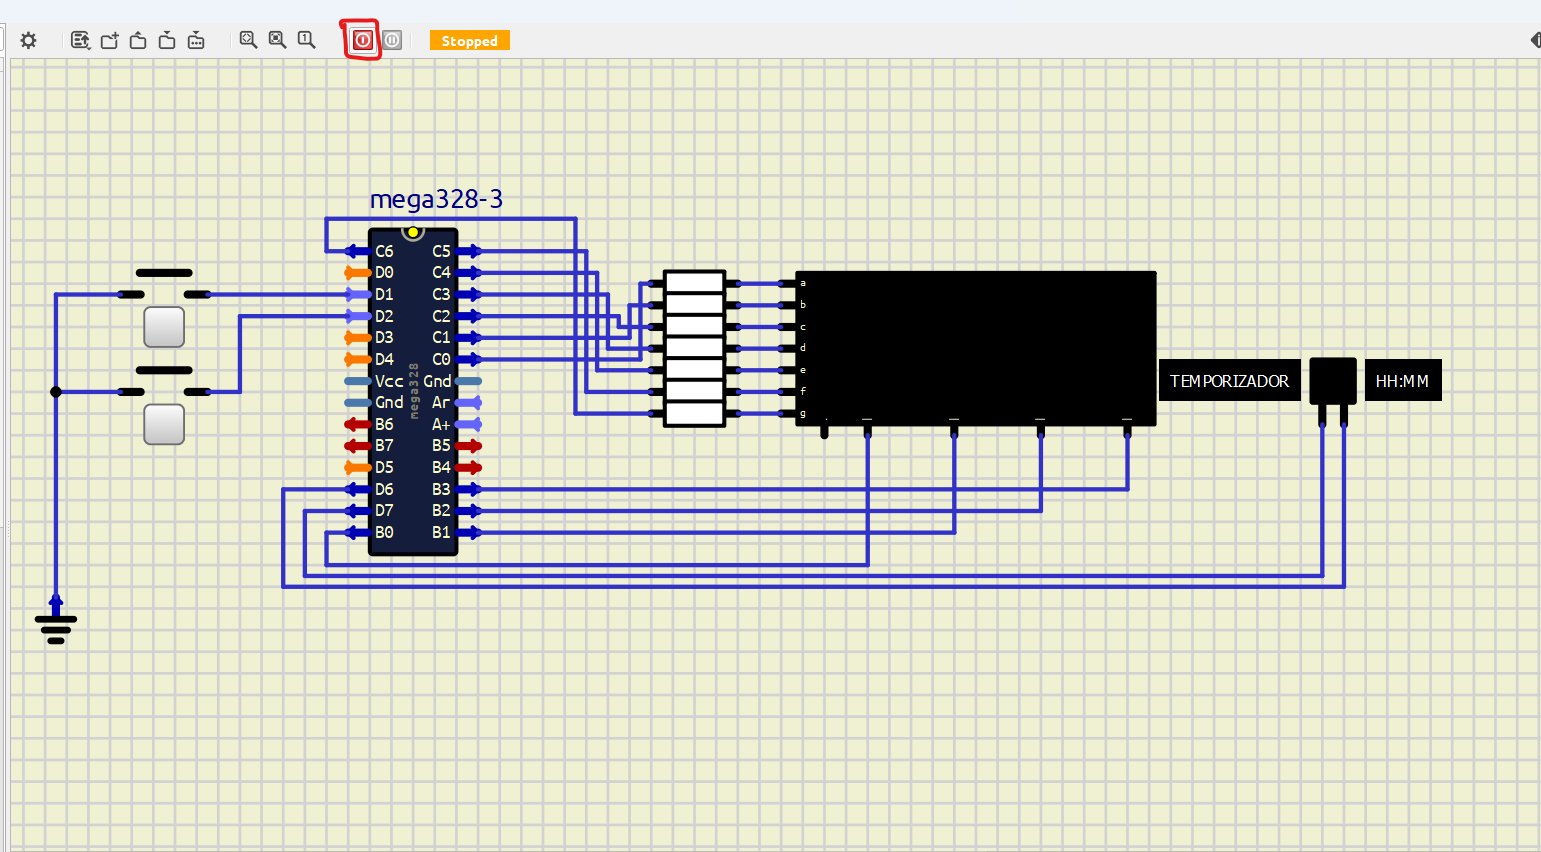 1
Stopped
mega328-3
C6 C5
D0 C4
D1 C3
D2 C2
D3 C1
D4 C0
Vcc Gnd
Gnd Ar
B6 A+
B7 B5
D5 B4
D6 B3
D7 B2
B0 B1
mega328
a
b
c
d
e
f
g
TEMPORIZADOR
HH:MM